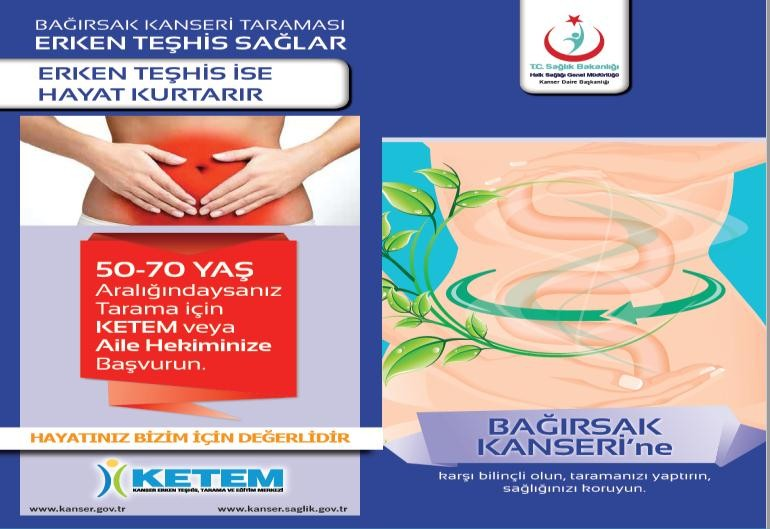 BAĞIRSAK KANSERİ TARAMASI
ERKEN TEŞHİS SAĞLAR
ERKEN TEŞHİS İSE
HAYAT KURTARIR
50-70 YAŞ
Aralığındaysanız
Tarama için
KETEM veya
Aile Hekiminize
Başvurun.
HAYATINIZ BİZİM İÇİN DEĞERLİDİR
KETEM
KANSER ERKEN TEŞHİS, TARAMA VE EĞİTİM MERKEZİ
www.kanser.gov.tr www.kanser.saglik.gov.tr
T.C. Sağlık Bakanlığı
Halk Sağlığı Genel Müdürlüğü
Kanser Daire Başkanlığı
BAĞIRSAK
KANSERİ'ne
karşı bilinçli olun, taramanızı yaptırın,
sağlığınızı koruyun.